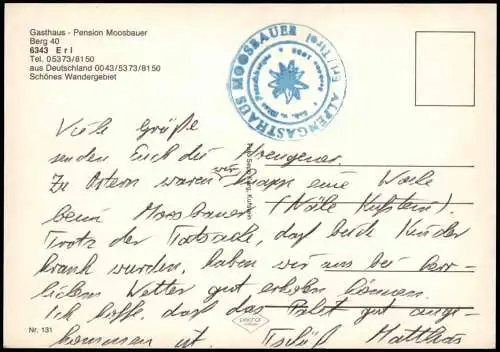 Gasthaus - Pension Moosbauer
Berg 40
6343 Erl
Tel. 05373/8150
aus Deutschland 0043/5373/8150
Schönes Wandergebiet
ALPENGASTHAUS MOOSBAUER
Erl/Tirol
Viele Grüße
senden Euch die
Zu Ostern waren wir knapp eine Woche
beim Moosbauer (Nähe Kufstein).
Trotz der Tatsache, daß beide Kinder
krank wurden, haben wir uns bei herr-
lichem Wetter gut erholen können.
Ich hoffe, daß das Paket gut ange-
kommen ist. Tschüß Matthias
Nr. 131